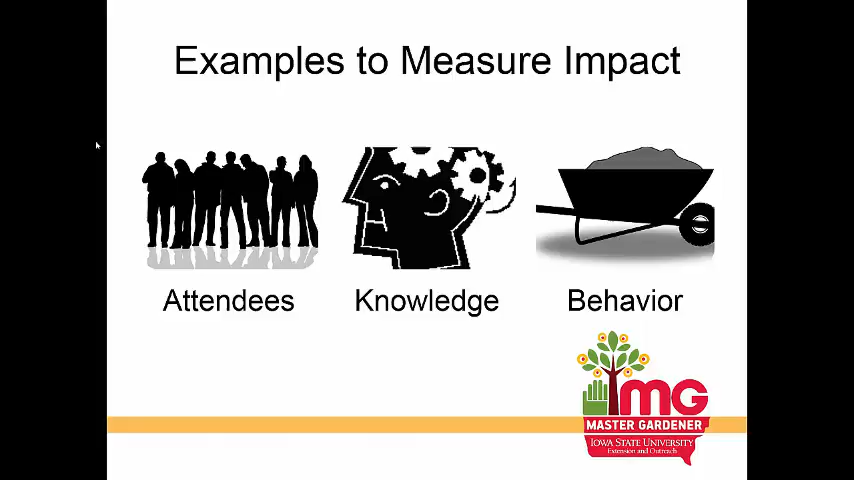 Examples to Measure Impact
Attendees
Knowledge
Behavior
MG
MASTER GARDENER
IOWA STATE UNIVERSITY
Extension and Outreach